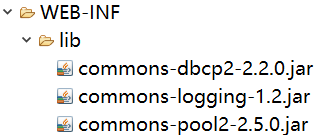 WEB-INF
lib
commons-dbcp2-2.2.0.jar
commons-logging-1.2.jar
commons-pool2-2.5.0.jar